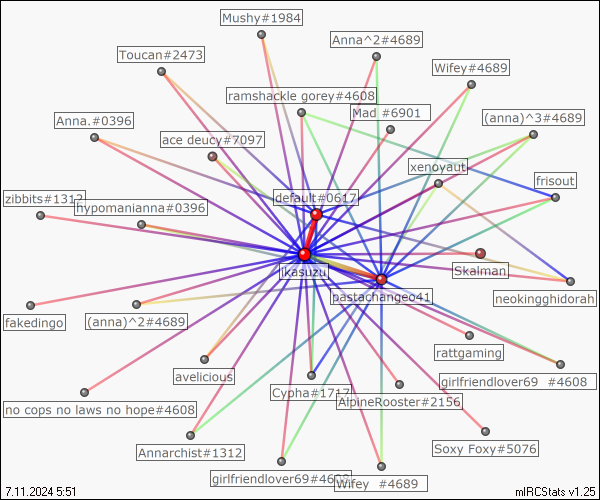 Mushy#1984
Anna^2#4689
Toucan#2473
Wifey#4689
ramshackle gorey#4608
Mad #6901
(anna)^3#4689
Anna.#0396
ace deucy#7097
xenoyaut
frisout
zibbits#1312
hypomanianna#0396
default#0617
ikasuzu
Skalman
pastachangeo41
neokingghidorah
fakedingo
(anna)^2#4689
rattgaming
avelicious
girlfriendlover69 #4608
Cypha#1717
AlpineRooster#2156
no cops no laws no hope#4608
Annarchist#1312
Soxy Foxy#5076
girlfriendlover69#4608
Wifey #4689
7.11.2024 5:51
mIRCStats v1.25